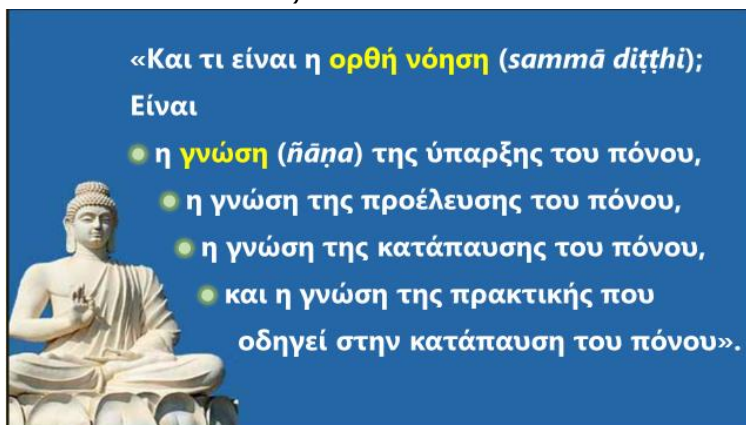 «Και τι είναι η ορθή νόηση (sammā diṭṭhi);
Είναι
η γνώση (ñāṇa) της ύπαρξης του πόνου,
η γνώση της προέλευσης του πόνου,
η γνώση της κατάπαυσης του πόνου,
και η γνώση της πρακτικής που
οδηγεί στην κατάπαυση του πόνου».